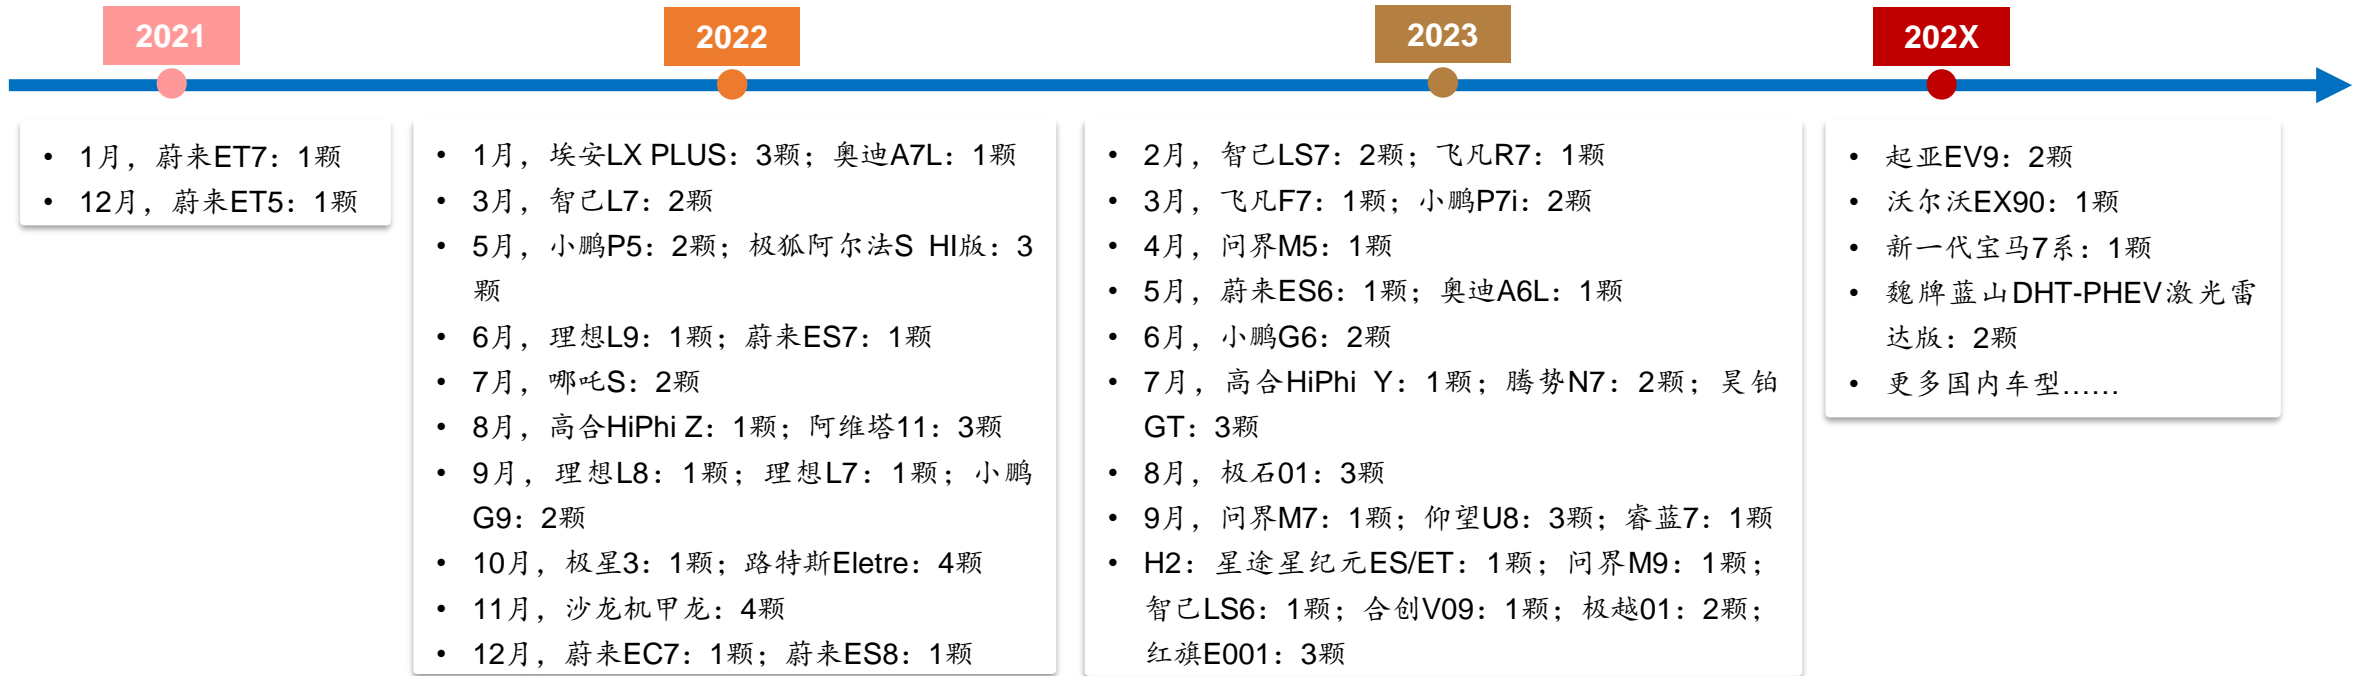 2021
2022
2023
202X
• 1月，蔚来ET7：1颗
• 12月，蔚来ET5：1颗
• 1月，埃安LX PLUS：3颗；奥迪A7L：1颗
• 3月，智己L7：2颗
• 5月，小鹏P5：2颗；极狐阿尔法S HI版：3
颗
• 6月，理想L9：1颗；蔚来ES7：1颗
• 7月，哪吒S：2颗
• 8月，高合HiPhi Z：1颗；阿维塔11：3颗
• 9月，理想L8：1颗；理想L7：1颗；小鹏
G9：2颗
• 10月，极星3：1颗；路特斯Eletre：4颗
• 11月，沙龙机甲龙：4颗
• 12月，蔚来EC7：1颗；蔚来ES8：1颗
• 2月，智己LS7：2颗；飞凡R7：1颗
• 3月，飞凡F7：1颗；小鹏P7i：2颗
• 4月，问界M5：1颗
• 5月，蔚来ES6：1颗；奥迪A6L：1颗
• 6月，小鹏G6：2颗
• 7月，高合HiPhi Y：1颗；腾势N7：2颗；昊铂
GT：3颗
• 8月，极石01：3颗
• 9月，问界M7：1颗；仰望U8：3颗；睿蓝7：1颗
• H2：星途星纪元ES/ET：1颗；问界M9：1颗；
智己LS6：1颗；合创V09：1颗；极越01：2颗；
红旗E001：3颗
• 起亚EV9：2颗
• 沃尔沃EX90：1颗
• 新一代宝马7系：1颗
• 魏牌蓝山DHT-PHEV激光雷
达版：2颗
• 更多国内车型……